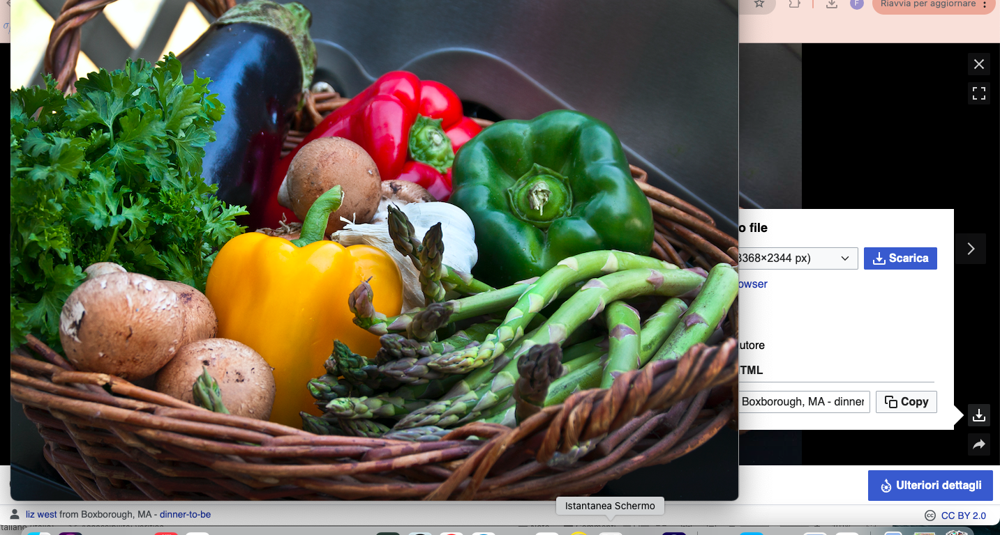 Riavvia per aggiornare
F
o file
3368×2344 px)
Scarica
owser
utore
TML
Boxborough, MA - dinner
Copy
Ulteriori dettagli
Istantanea Schermo
liz west from Boxborough, MA - dinner-to-be
CC BY 2.0